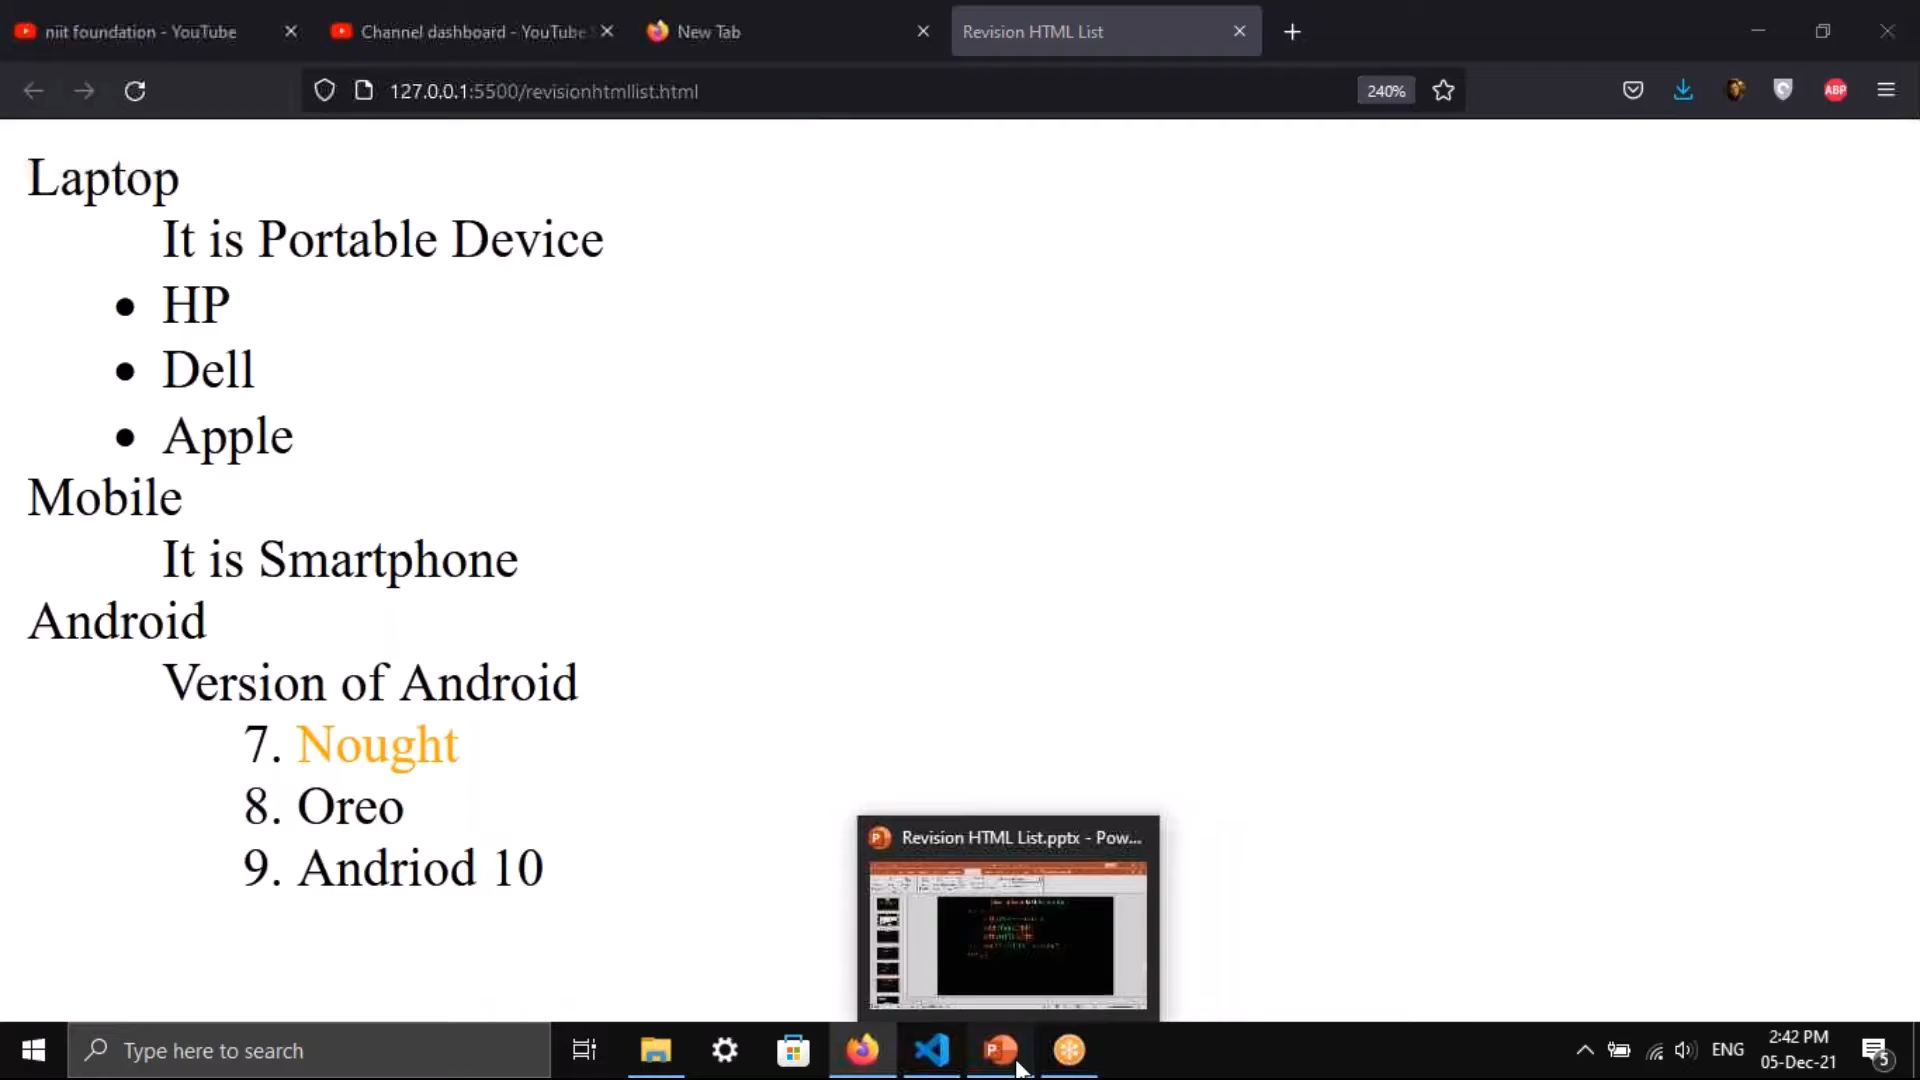 niit foundation - YouTube
Channel dashboard - YouTube
New Tab
Revision HTML List
127.0.0.1:5500/revisionhtmllist.html
240%
ABP
Laptop
It is Portable Device
• HP
• Dell
• Apple
Mobile
It is Smartphone
Android
Version of Android
7. Nought
8. Oreo
9. Andriod 10
Revision HTML List.pptx - Pow...
Type here to search
ENG
2:42 PM
05-Dec-21
5